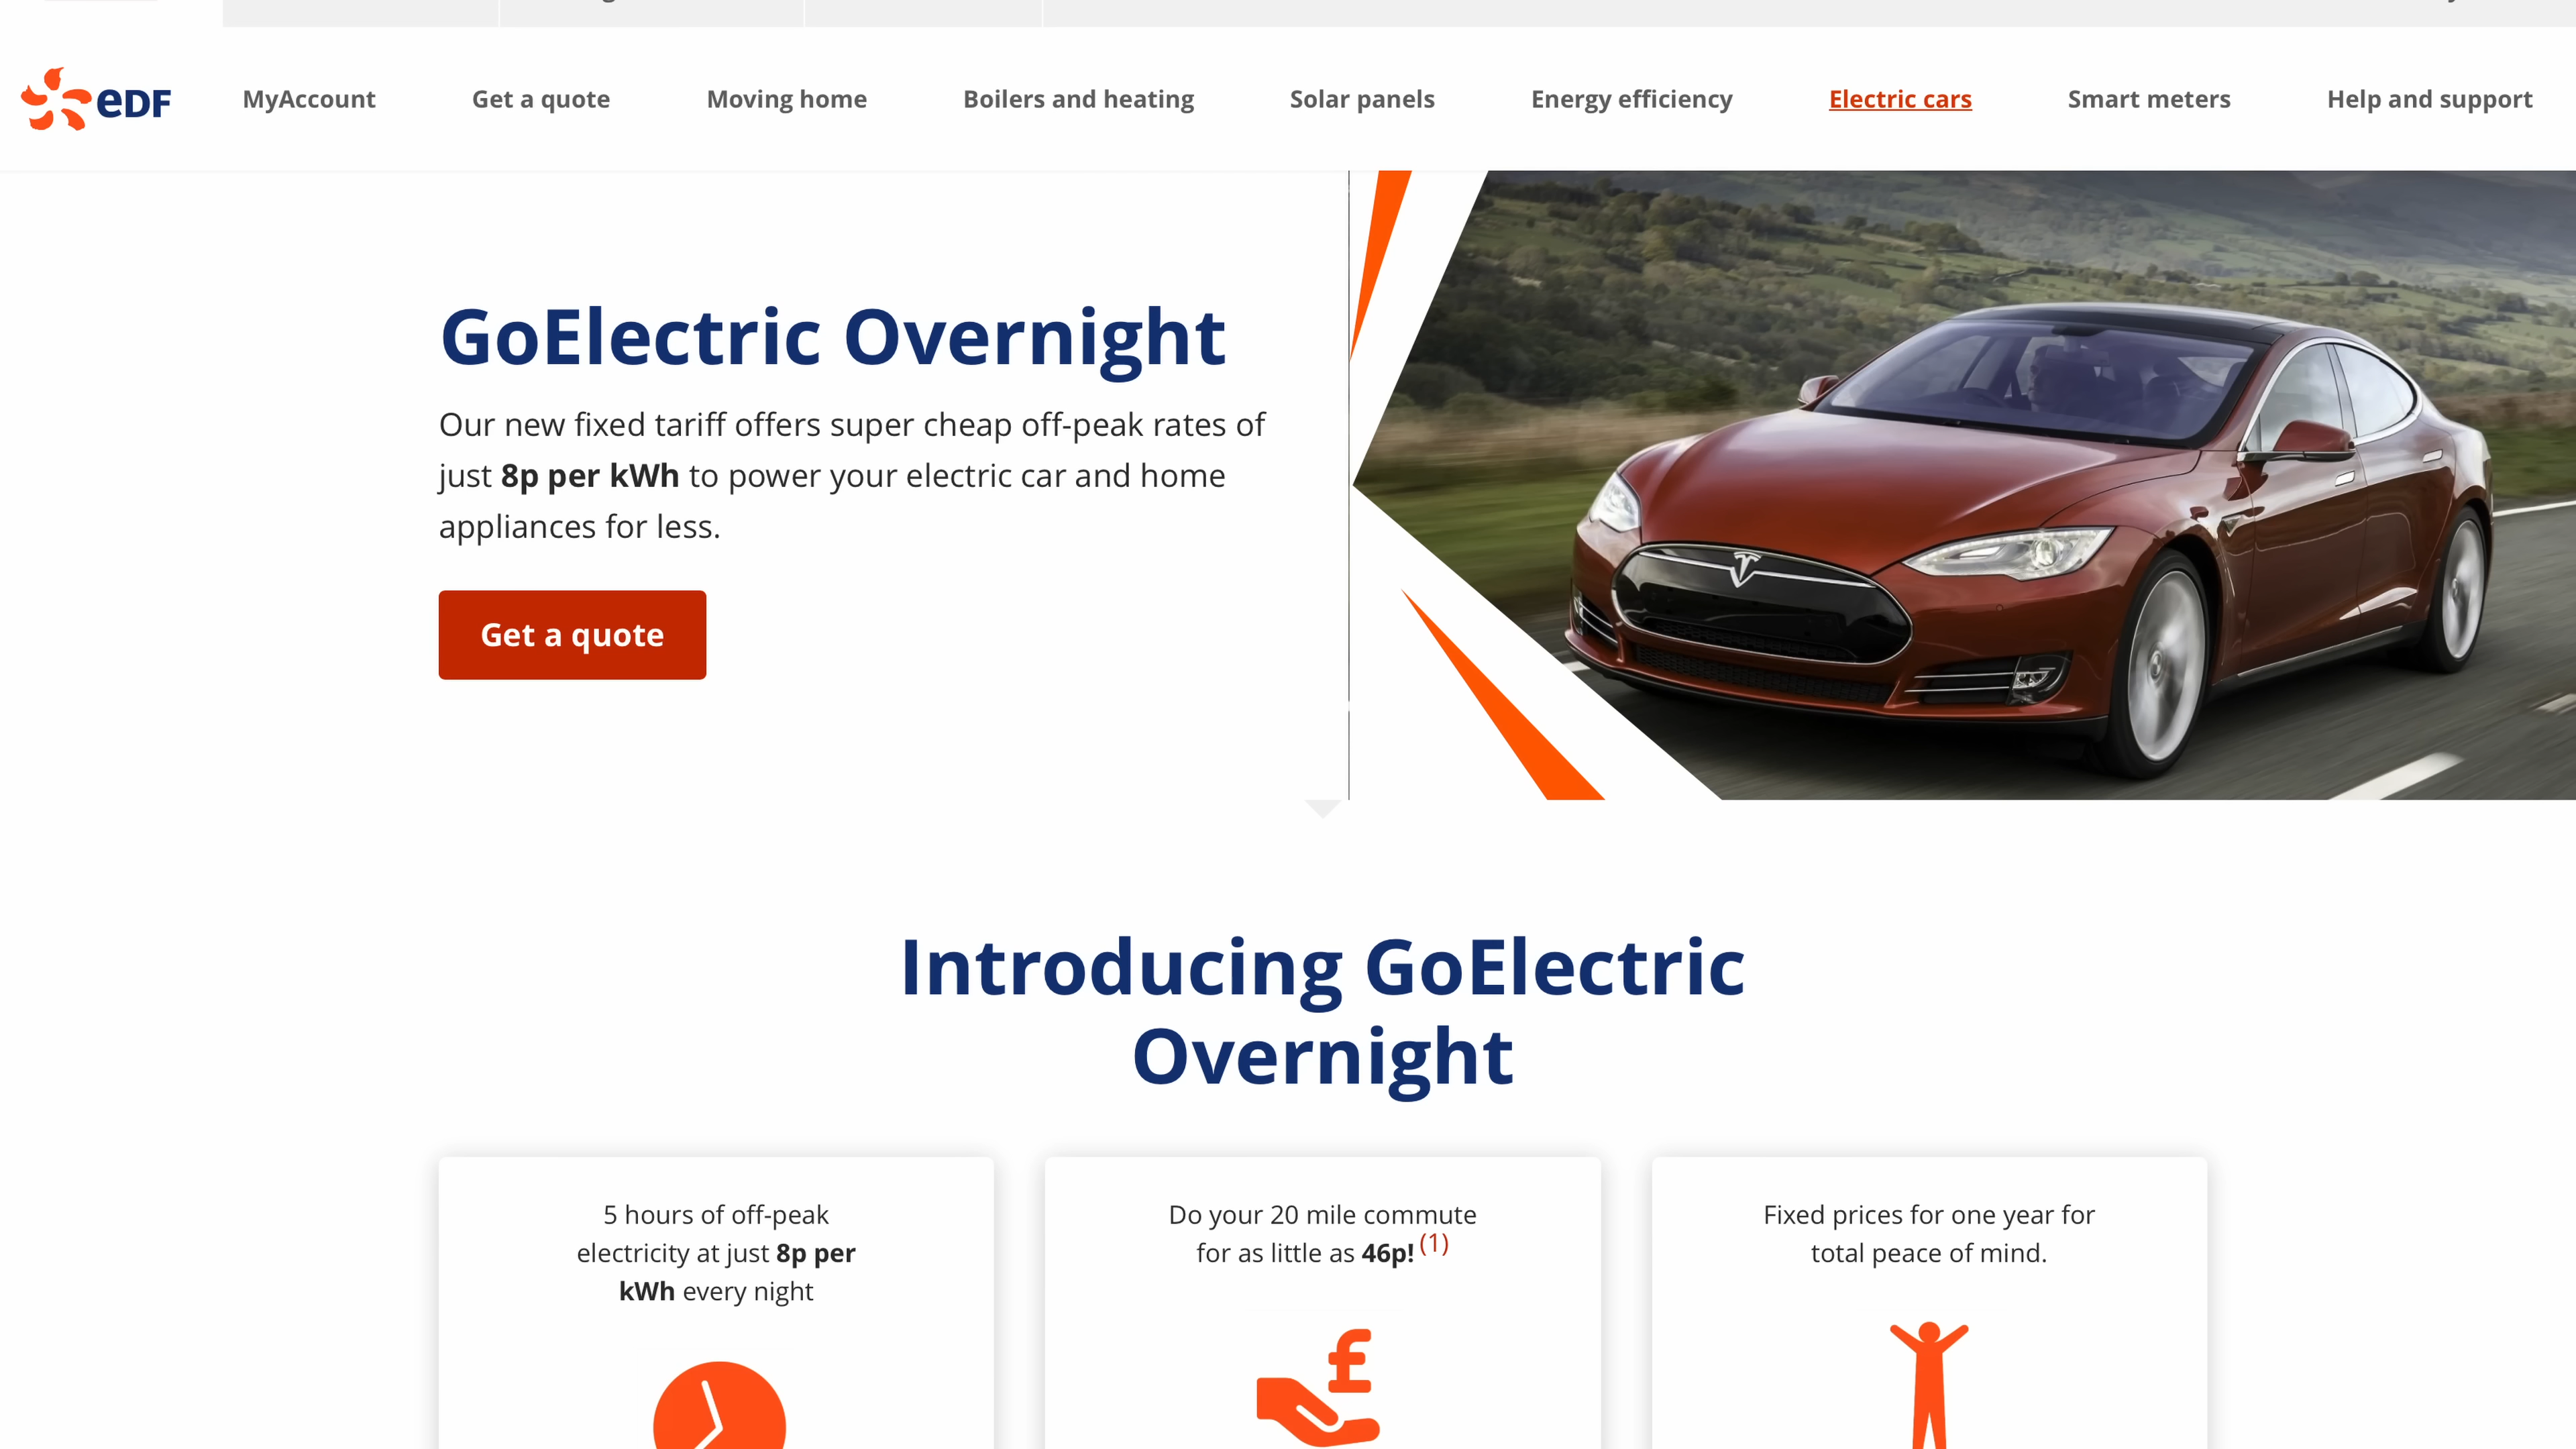 eDF
MyAccount
Get a quote
Moving home
Boilers and heating
Solar panels
Energy efficiency
Electric cars
Smart meters
Help and support
GoElectric Overnight
Our new fixed tariff offers super cheap off-peak rates of
just 8p per kWh to power your electric car and home
appliances for less.
Get a quote
Introducing GoElectric
Overnight
5 hours of off-peak
electricity at just 8p per
kWh every night
Do your 20 mile commute
for as little as 46p! (1)
Fixed prices for one year for
total peace of mind.
£